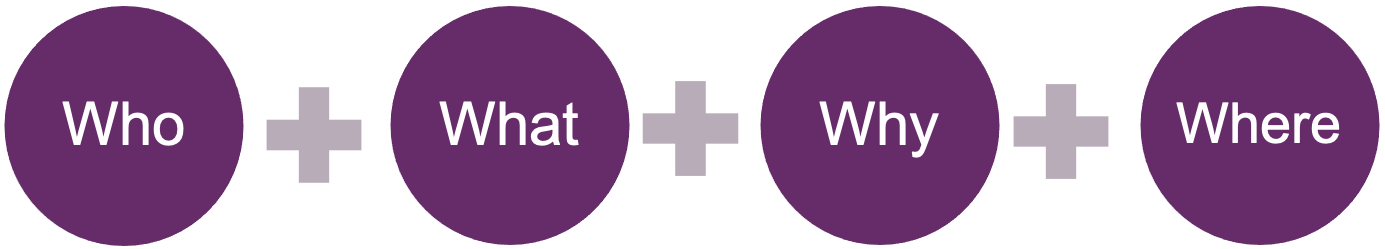 Who + What + Why + Where